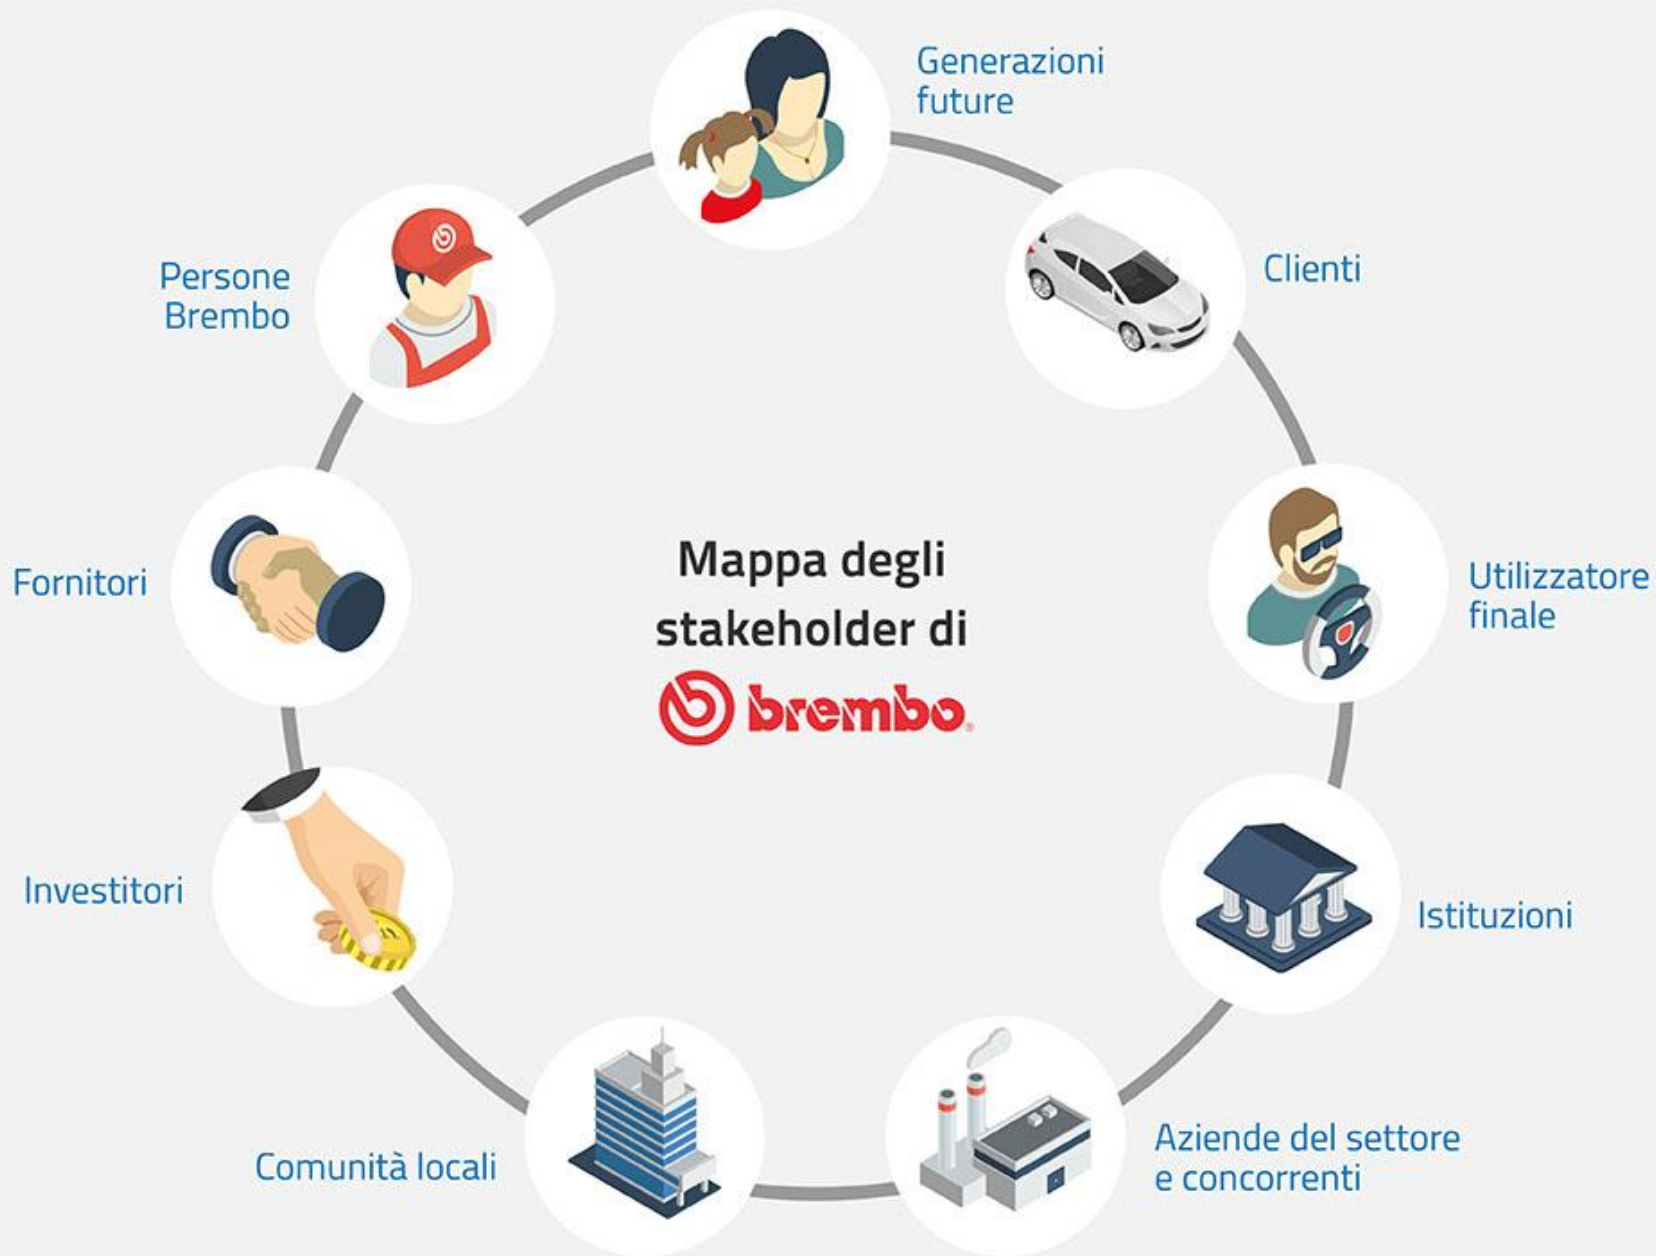 Generazioni
future
Clienti
Persone
Brembo
Utilizzatore
finale
Fornitori
Mappa degli
stakeholder di
brembo®
Investitori
Istituzioni
Comunità locali
Aziende del settore
e concorrenti